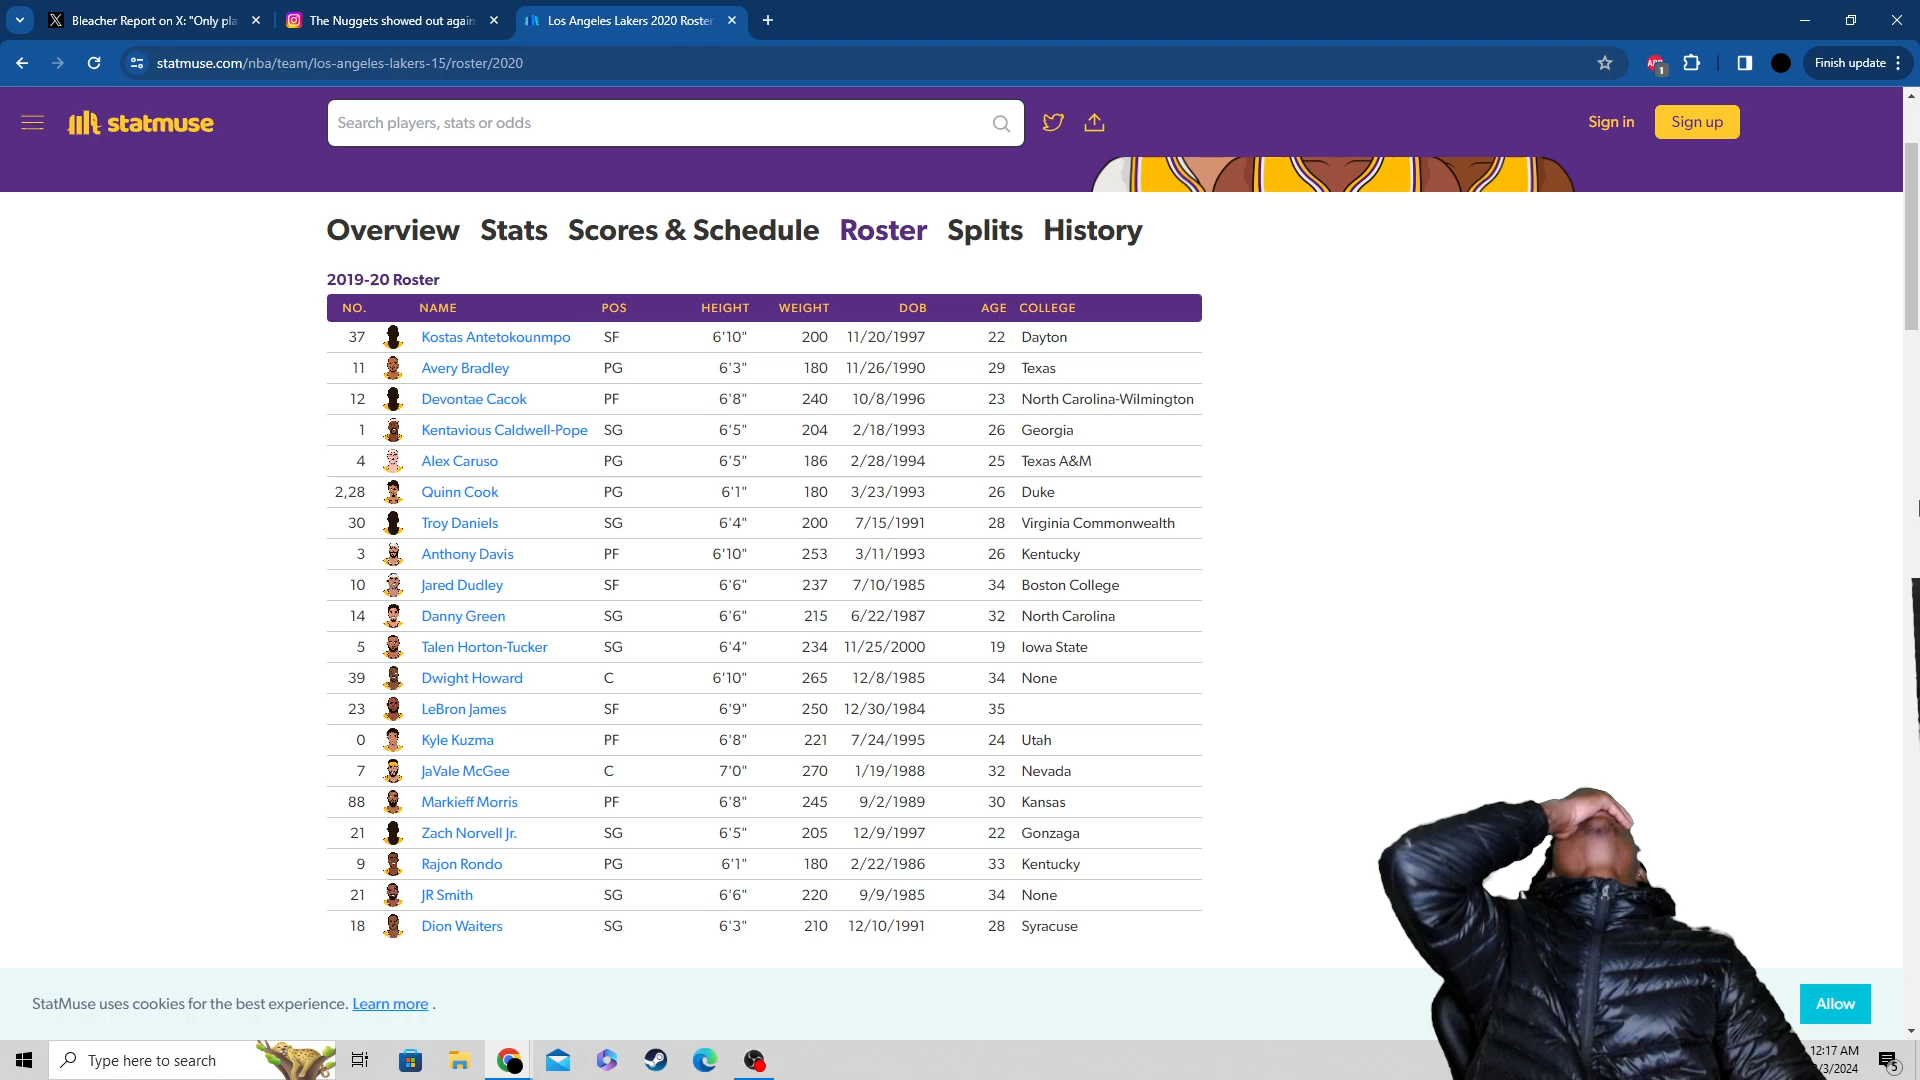 Bleacher Report on X: "Only pla
The Nuggets showed out again
Los Angeles Lakers 2020 Roster
statmuse.com/nba/team/los-angeles-lakers-15/roster/2020
ABP
1
Finish update
statmuse
Search players, stats or odds
Sign in
Sign up
Overview Stats Scores & Schedule Roster Splits History
2019-20 Roster
NO. NAME POS HEIGHT WEIGHT DOB AGE COLLEGE
37 Kostas Antetokounmpo SF 6'10" 200 11/20/1997 22 Dayton
11 Avery Bradley PG 6'3" 180 11/26/1990 29 Texas
12 Devontae Cacok PF 6'8" 240 10/8/1996 23 North Carolina-Wilmington
1 Kentavious Caldwell-Pope SG 6'5" 204 2/18/1993 26 Georgia
4 Alex Caruso PG 6'5" 186 2/28/1994 25 Texas A&M
2,28 Quinn Cook PG 6'1" 180 3/23/1993 26 Duke
30 Troy Daniels SG 6'4" 200 7/15/1991 28 Virginia Commonwealth
3 Anthony Davis PF 6'10" 253 3/11/1993 26 Kentucky
10 Jared Dudley SF 6'6" 237 7/10/1985 34 Boston College
14 Danny Green SG 6'6" 215 6/22/1987 32 North Carolina
5 Talen Horton-Tucker SG 6'4" 234 11/25/2000 19 Iowa State
39 Dwight Howard C 6'10" 265 12/8/1985 34 None
23 LeBron James SF 6'9" 250 12/30/1984 35
0 Kyle Kuzma PF 6'8" 221 7/24/1995 24 Utah
7 JaVale McGee C 7'0" 270 1/19/1988 32 Nevada
88 Markieff Morris PF 6'8" 245 9/2/1989 30 Kansas
21 Zach Norvell Jr. SG 6'5" 205 12/9/1997 22 Gonzaga
9 Rajon Rondo PG 6'1" 180 2/22/1986 33 Kentucky
21 JR Smith SG 6'6" 220 9/9/1985 34 None
18 Dion Waiters SG 6'3" 210 12/10/1991 28 Syracuse
StatMuse uses cookies for the best experience. Learn more .
Allow
Type here to search
12:17 AM
/3/2024
5